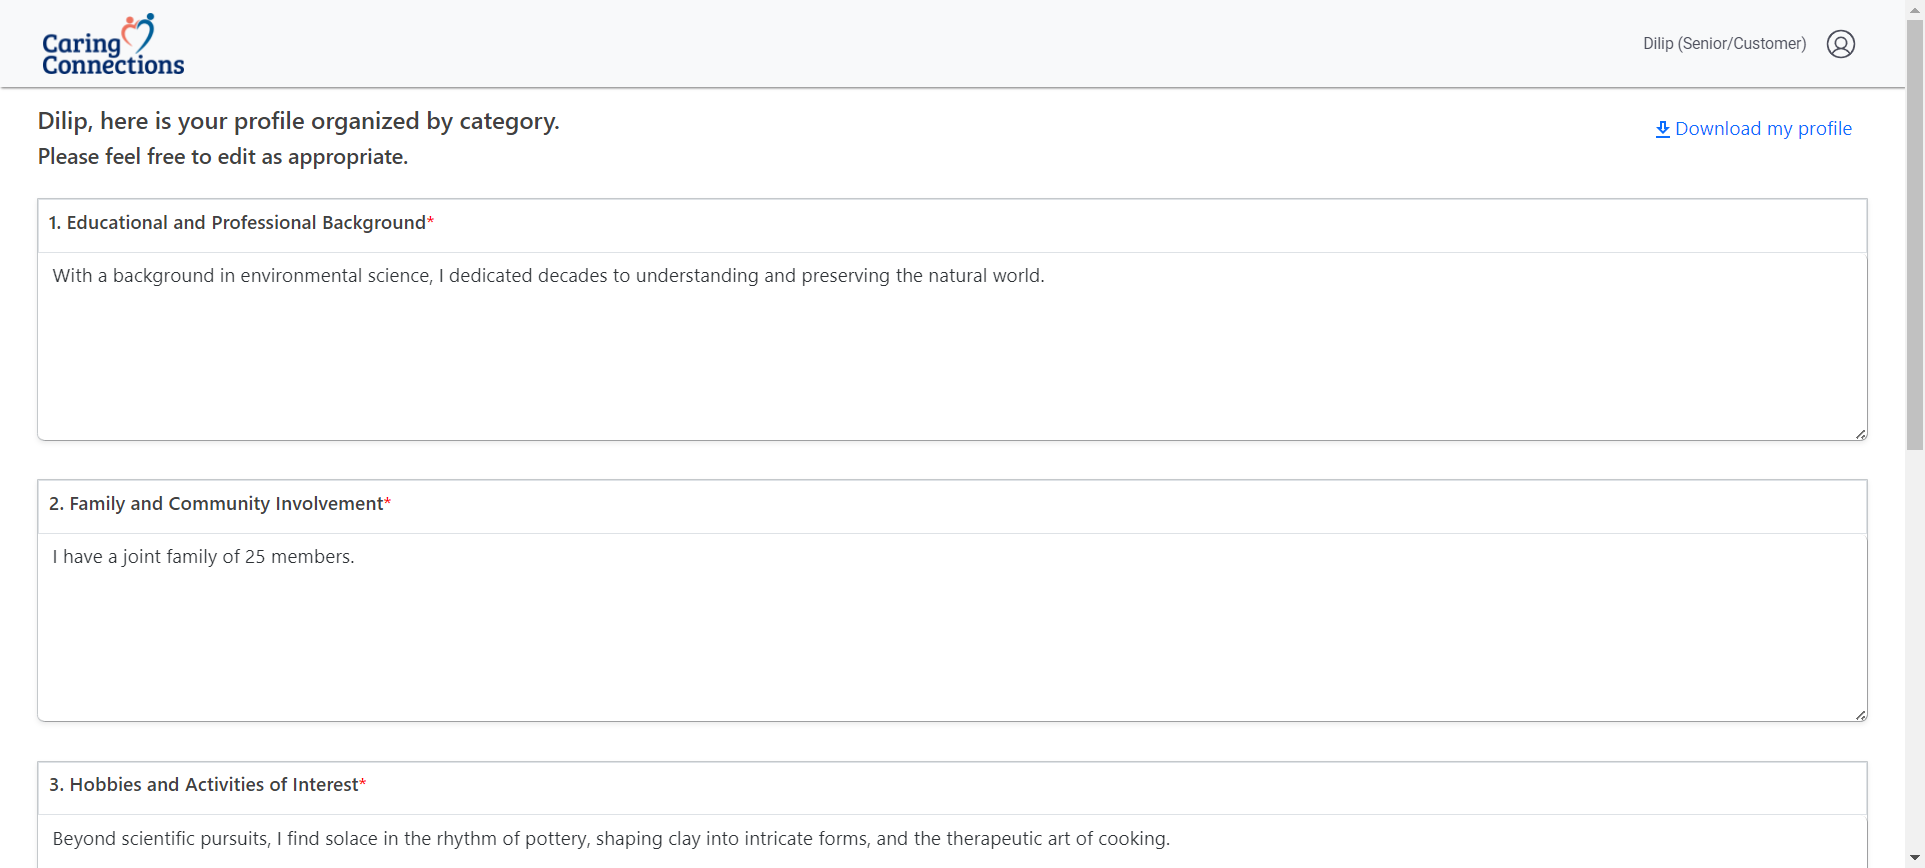 Caring
Connections
Dilip (Senior/Customer)
Dilip, here is your profile organized by category.
Please feel free to edit as appropriate.
Download my profile
1. Educational and Professional Background*
With a background in environmental science, I dedicated decades to understanding and preserving the natural world.
2. Family and Community Involvement*
I have a joint family of 25 members.
3. Hobbies and Activities of Interest*
Beyond scientific pursuits, I find solace in the rhythm of pottery, shaping clay into intricate forms, and the therapeutic art of cooking.